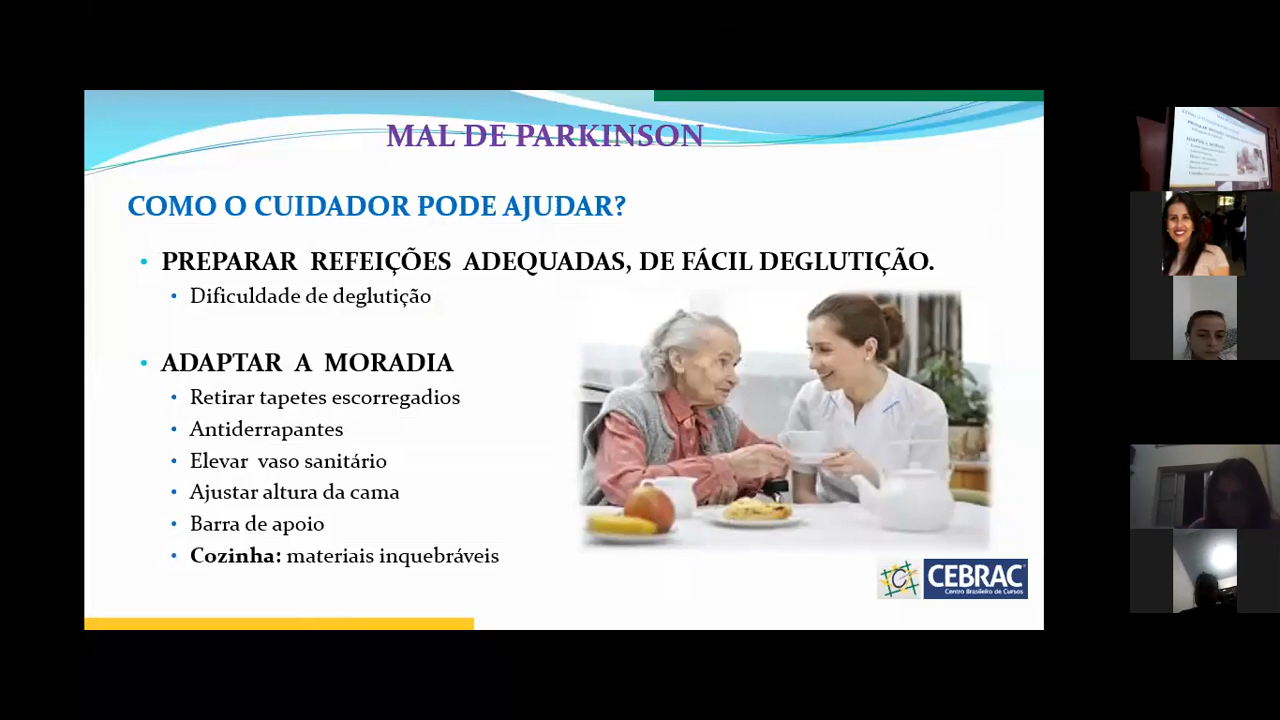 MAL DE PARKINSON
COMO O CUIDADOR PODE AJUDAR?
• PREPARAR REFEIÇÕES ADEQUADAS, DE FÁCIL DEGLUTIÇÃO.
• Dificuldade de deglutição
• ADAPTAR A MORADIA
• Retirar tapetes escorregadios
• Antiderrapantes
• Elevar vaso sanitário
• Ajustar altura da cama
• Barra de apoio
• Cozinha: materiais inquebráveis
C
CEBRAC
Centro Brasileiro de Cursos